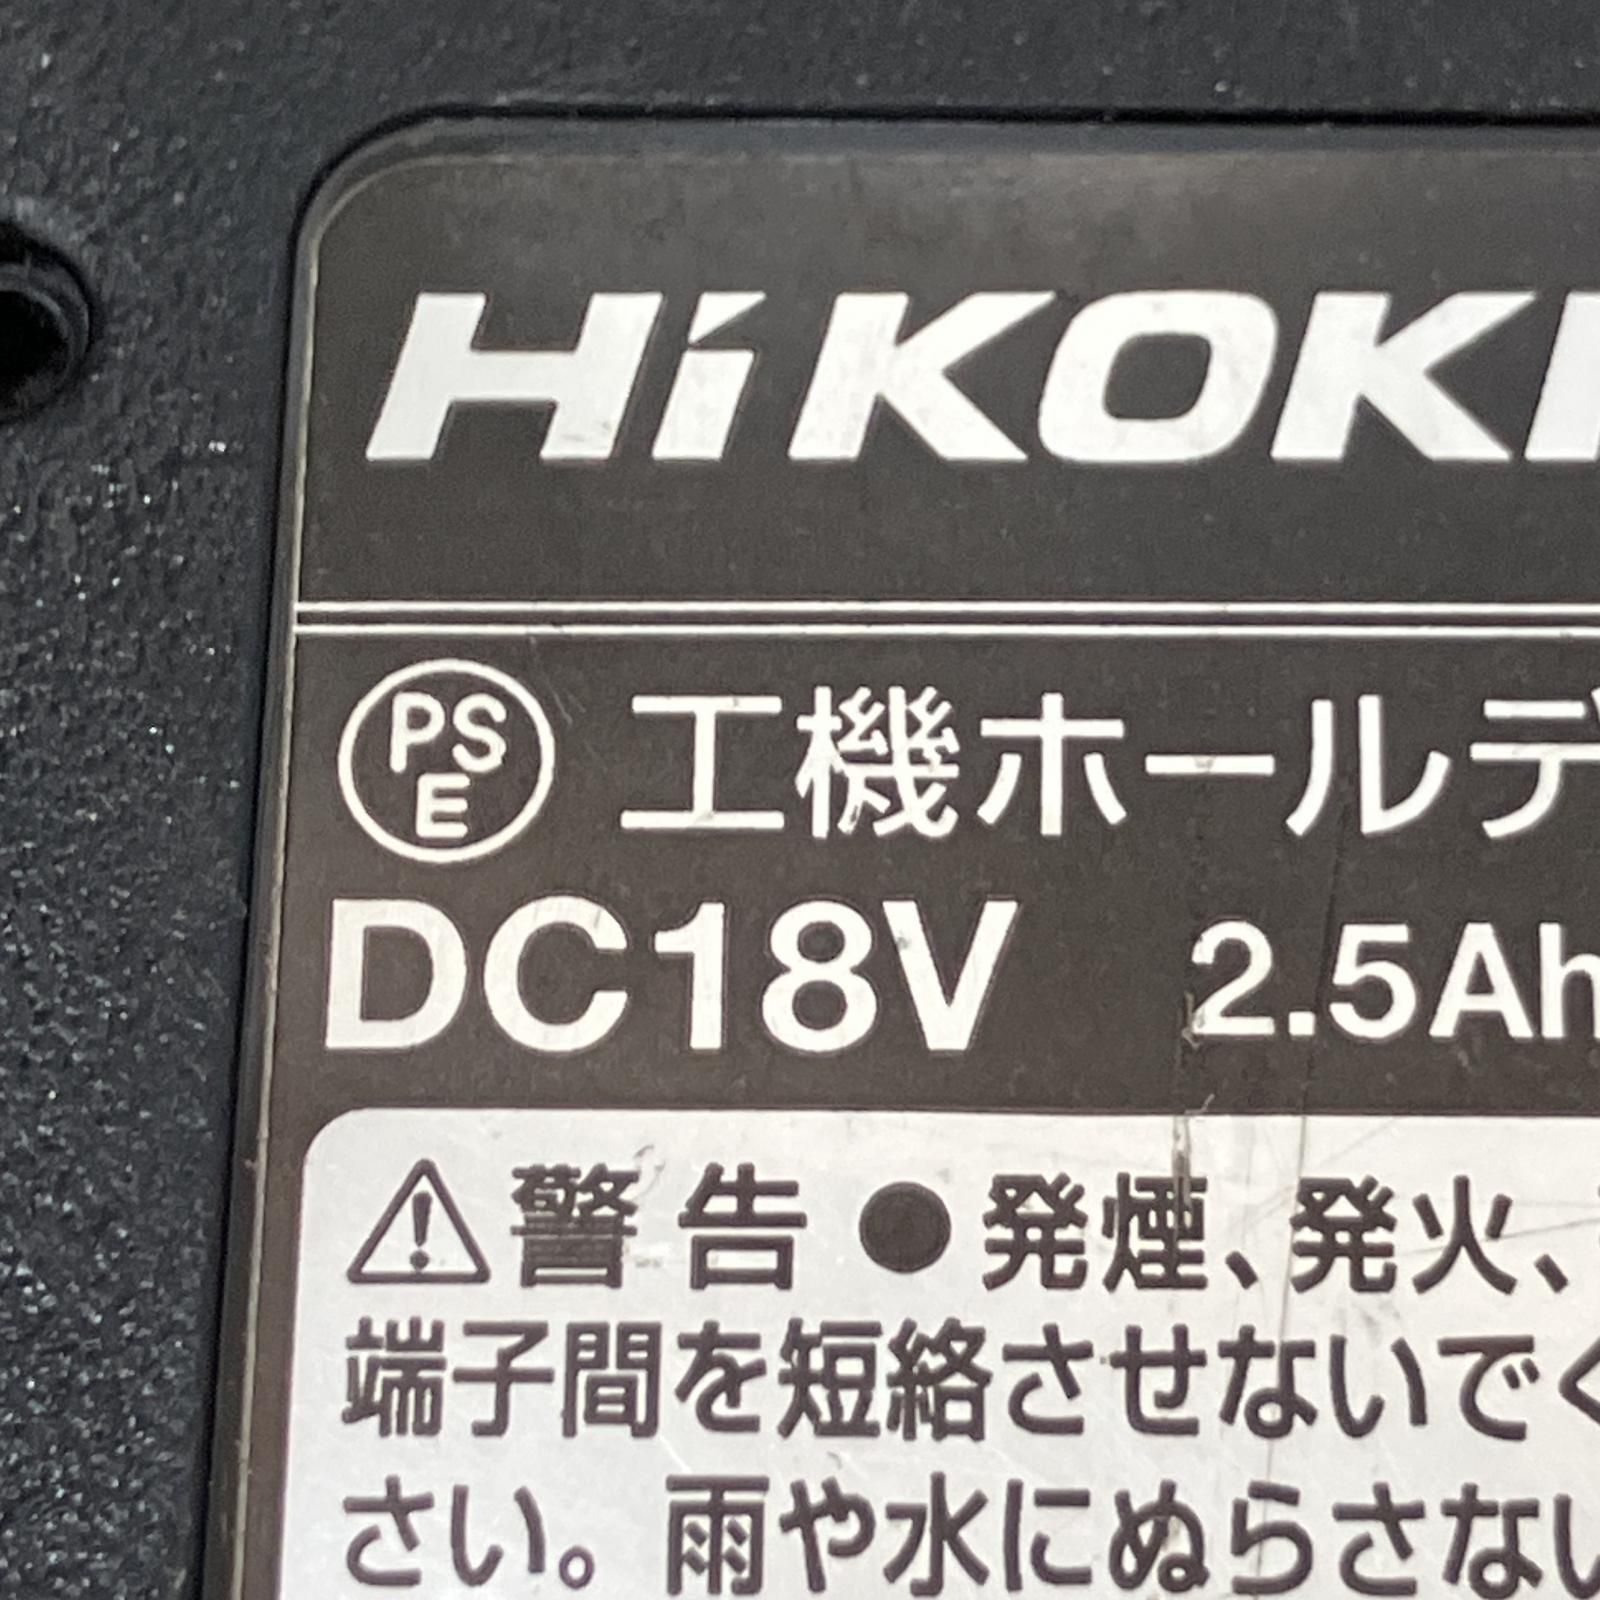 HiKOKI
PSE 工機ホールデ
DC18V 2.5Ah
⚠警告 ●発煙、発火、
端子間を短絡させないでく
さい。雨や水にぬらさない